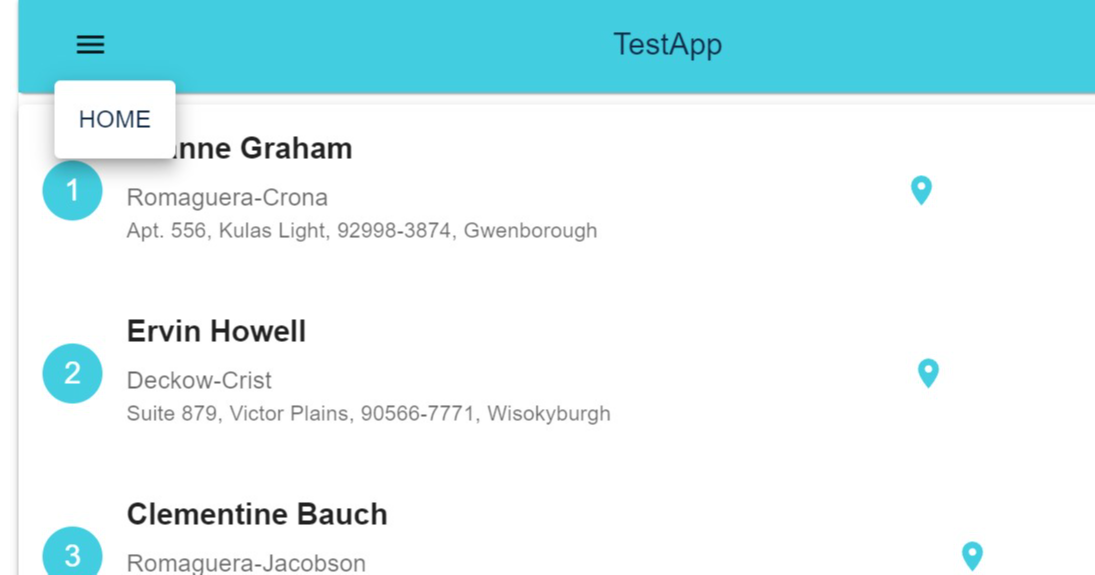 TestApp
HOME
nne Graham
1
Romaguera-Crona
Apt. 556, Kulas Light, 92998-3874, Gwenborough
Ervin Howell
2
Deckow-Crist
Suite 879, Victor Plains, 90566-7771, Wisokyburgh
Clementine Bauch
3
Romaguera-Jacobson